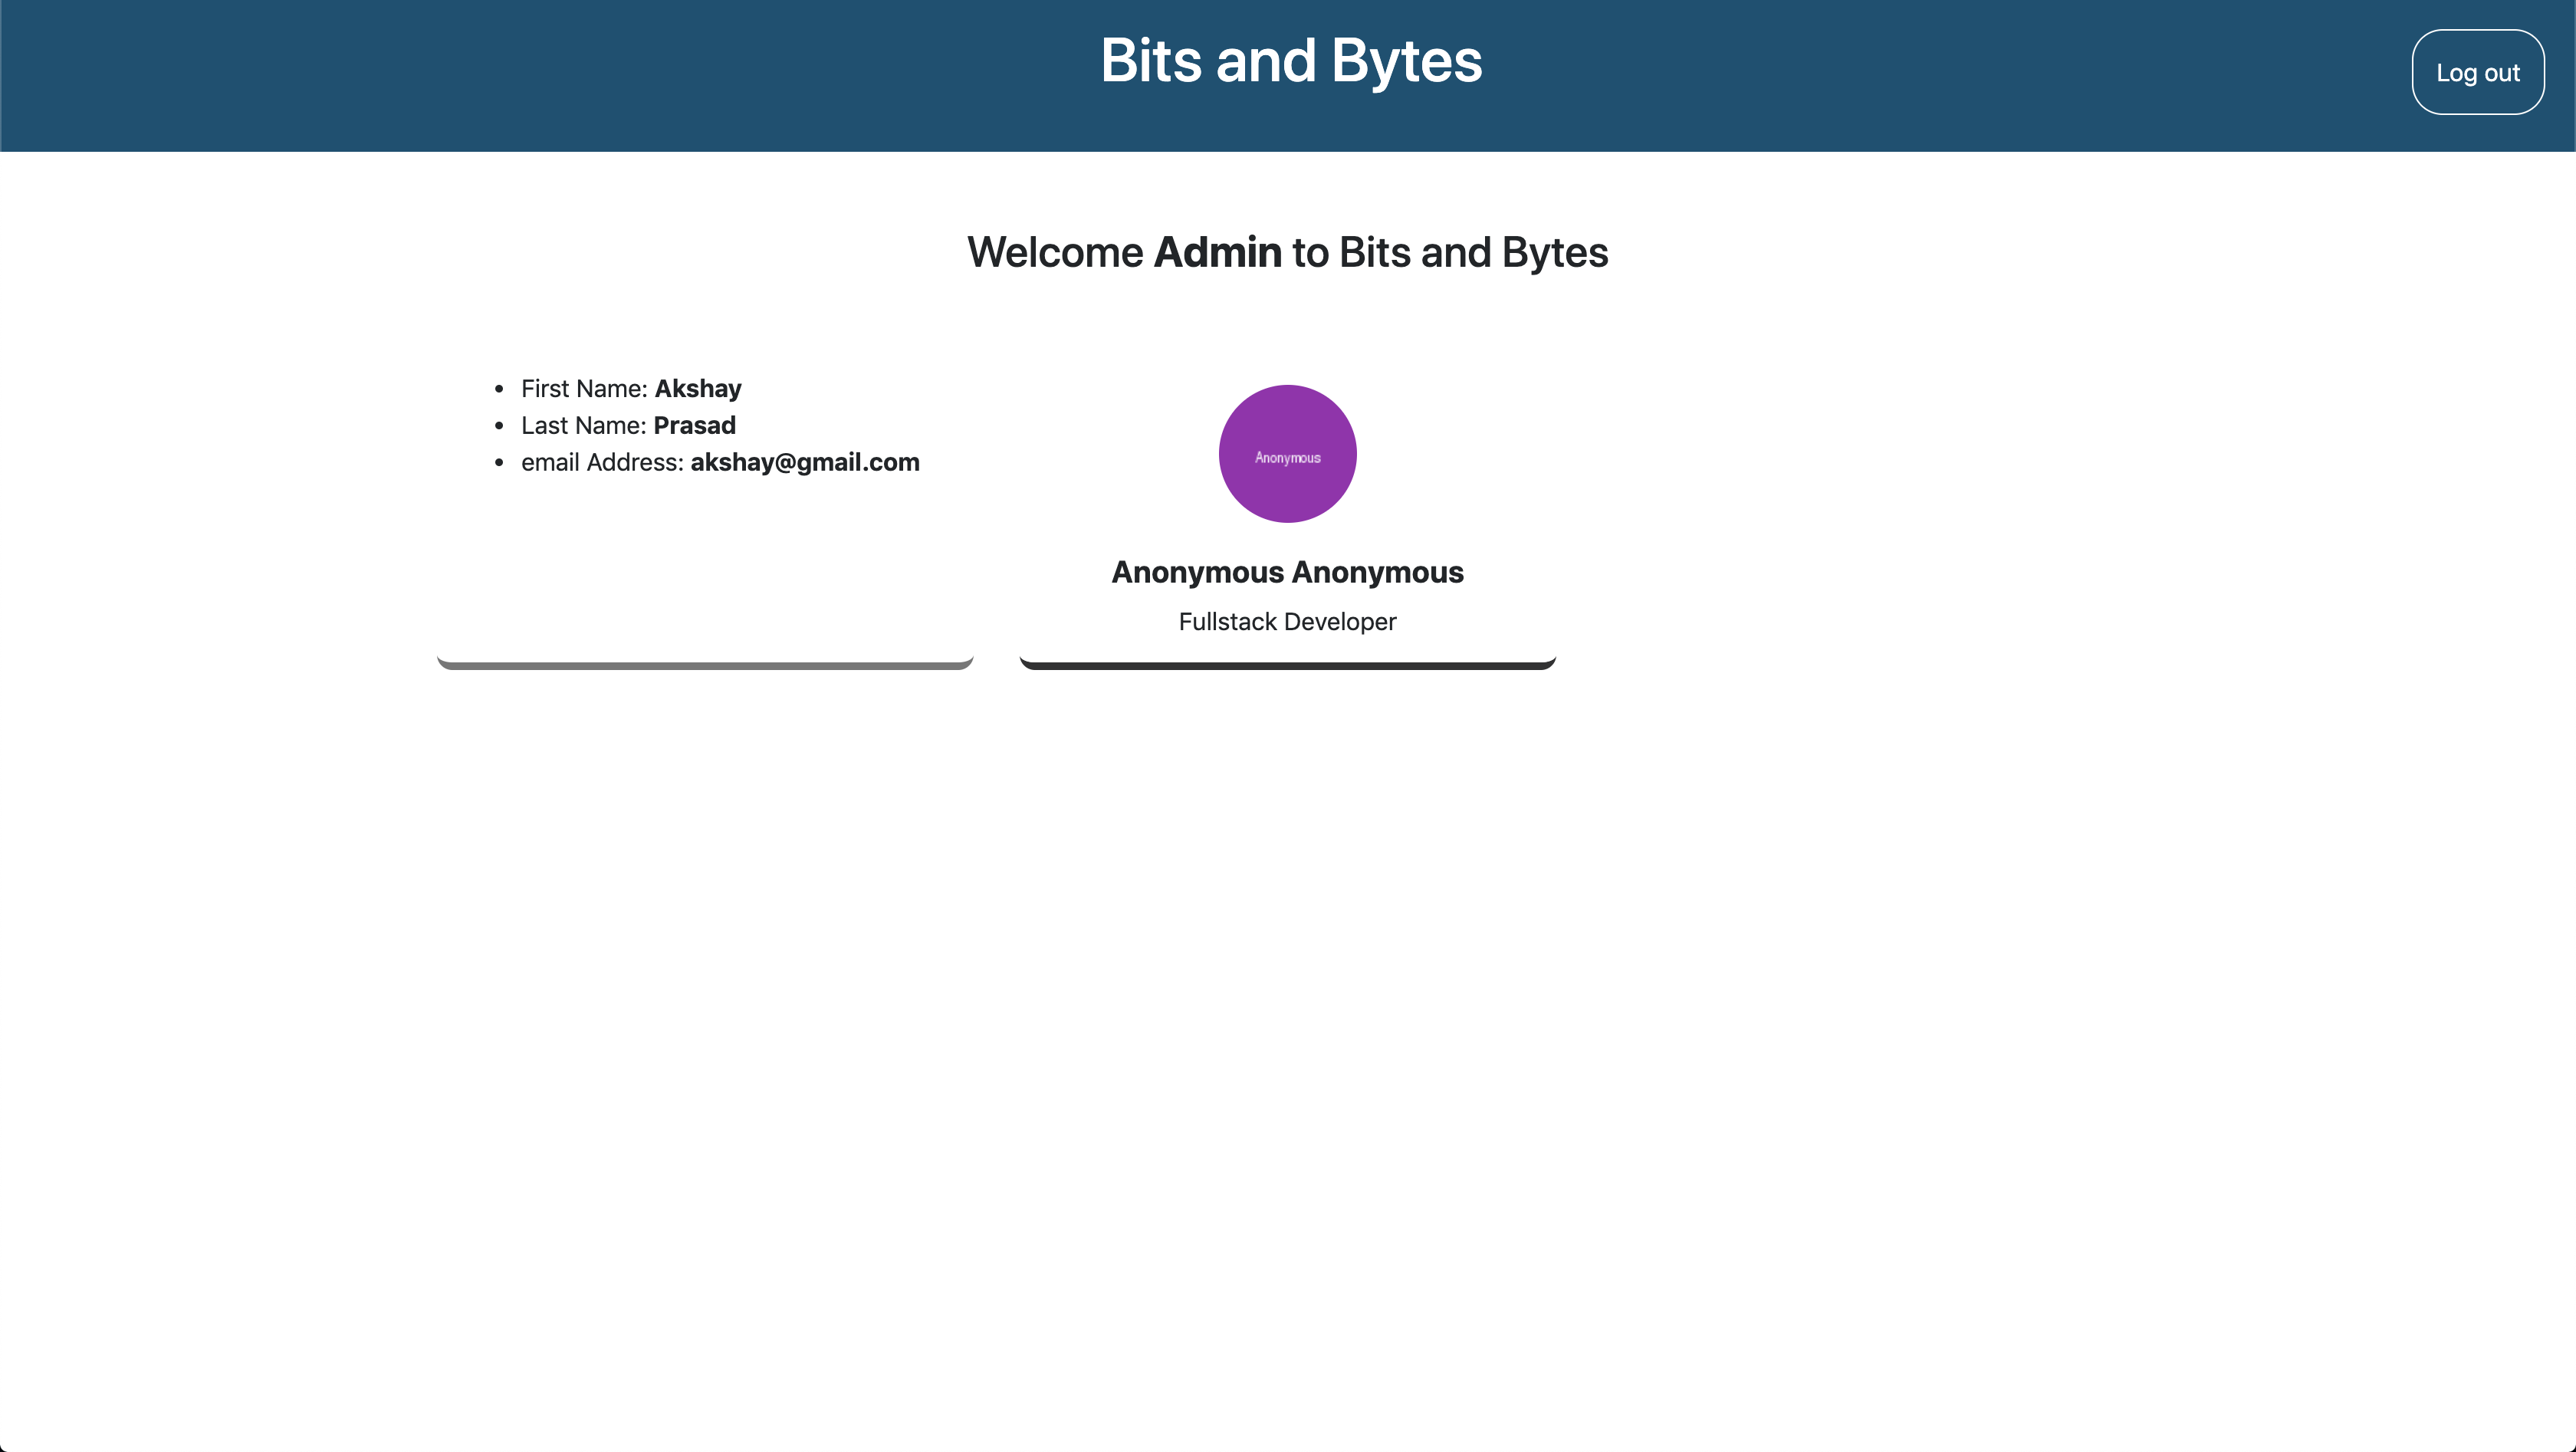 Bits and Bytes
Log out
Welcome Admin to Bits and Bytes
First Name: Akshay
Last Name: Prasad
email Address: akshay@gmail.com
Anonymous
Anonymous Anonymous
Fullstack Developer